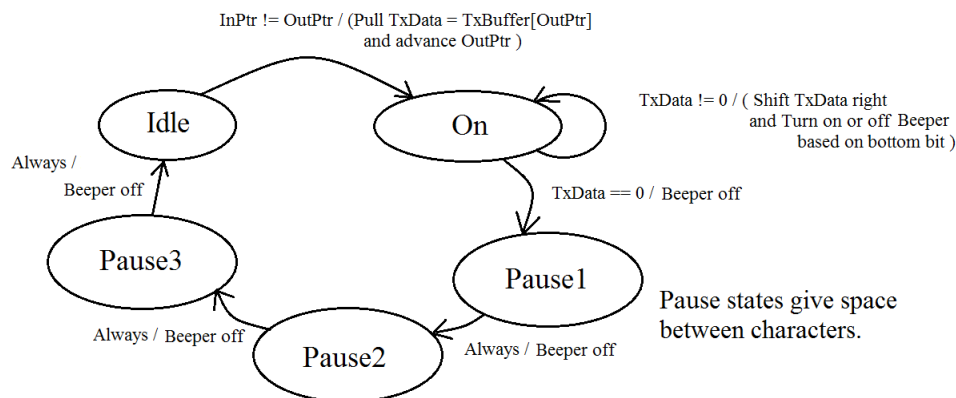 InPtr != OutPtr / (Pull TxData = TxBuffer[OutPtr]
and advance OutPtr )
Idle
On
TxData != 0 / ( Shift TxData right
and Turn on or off Beeper
based on bottom bit )
Always /
Beeper off
TxData == 0 / Beeper off
Pause3
Pause1
Pause states give space
between characters.
Always / Beeper off
Pause2
Always / Beeper off